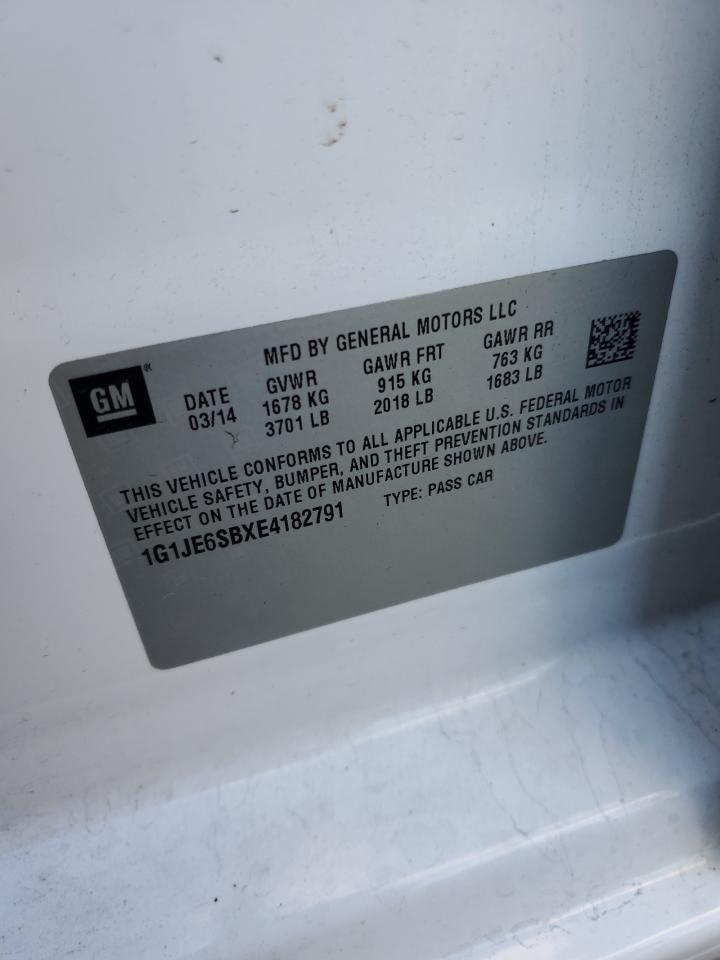 MFD BY GENERAL MOTORS LLC
GM®
DATE
03/14
GVWR
1678 KG
3701 LB
GAWR FRT
915 KG
2018 LB
GAWR RR
763 KG
1683 LB
THIS VEHICLE CONFORMS TO ALL APPLICABLE U.S. FEDERAL MOTOR
VEHICLE SAFETY, BUMPER, AND THEFT PREVENTION STANDARDS IN
EFFECT ON THE DATE OF MANUFACTURE SHOWN ABOVE.
1G1JE6SBXE4182791 TYPE: PASS CAR